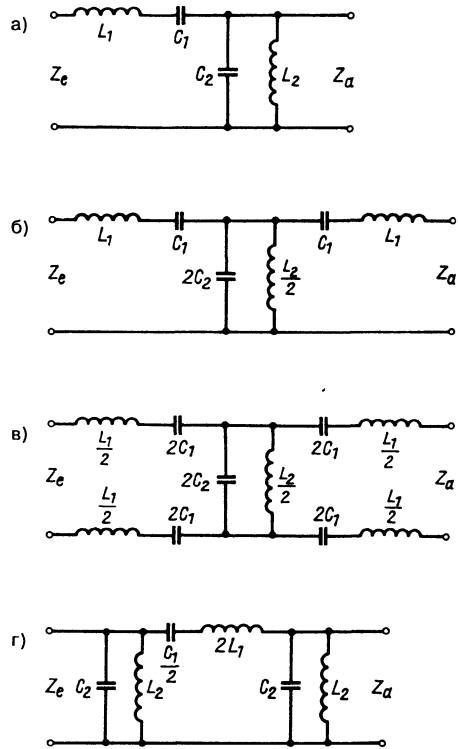 а)
L₁
C₁
Zₑ
C₂
L₂
Zₐ
б)
L₁
C₁
C₁
L₁
Zₑ
2C₂
L₂/2
Zₐ
в)
L₁/2
2C₁
2C₁
L₁/2
Zₑ
2C₂
L₂/2
Zₐ
L₁/2
2C₁
2C₁
L₁/2
г)
C₁/2
2L₁
Zₑ
C₂
L₂
C₂
L₂
Zₐ